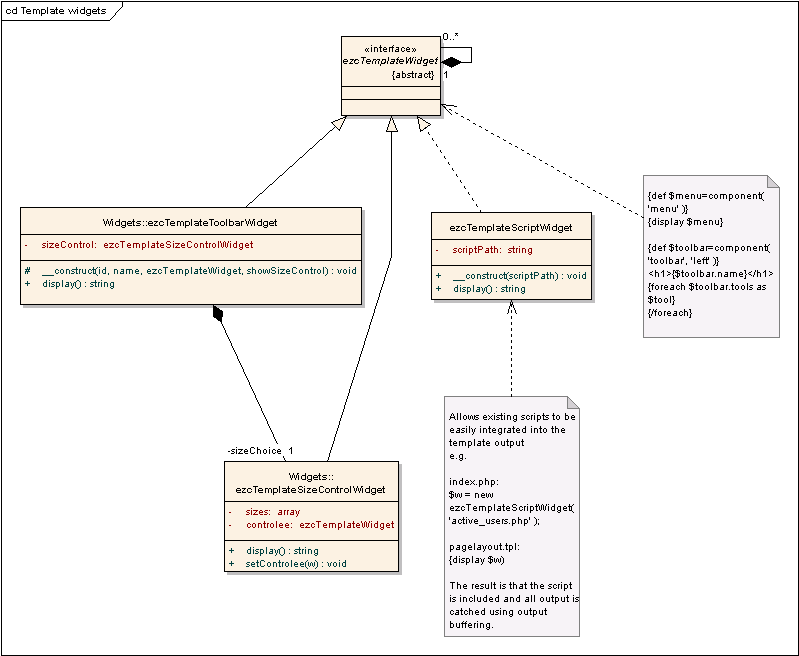 cd Template widgets
0..*
«interface»
ezcTemplateWidget
{abstract}
1
Widgets::ezcTemplateToolbarWidget
- sizeControl: ezcTemplateSizeControlWidget
# __construct(id, name, ezcTemplateWidget, showSizeControl) : void
+ display() : string
ezcTemplateScriptWidget
- scriptPath: string
+ __construct(scriptPath) : void
+ display() : string
{def $menu=component(
'menu' )}
{display $menu}
{def $toolbar=component(
'toolbar', 'left' )}
<h1>{$toolbar.name}</h1>
{foreach $toolbar.tools as
$tool}
{/foreach}
-sizeChoice 1
Widgets::
ezcTemplateSizeControlWidget
- sizes: array
- controlee: ezcTemplateWidget
+ display() : string
+ setControlee(w) : void
Allows existing scripts to be
easily integrated into the
template output
e.g.
index.php:
$w = new
ezcTemplateScriptWidget(
'active_users.php' );
pagelayout.tpl:
{display $w)
The result is that the script
is included and all output is
catched using output
buffering.